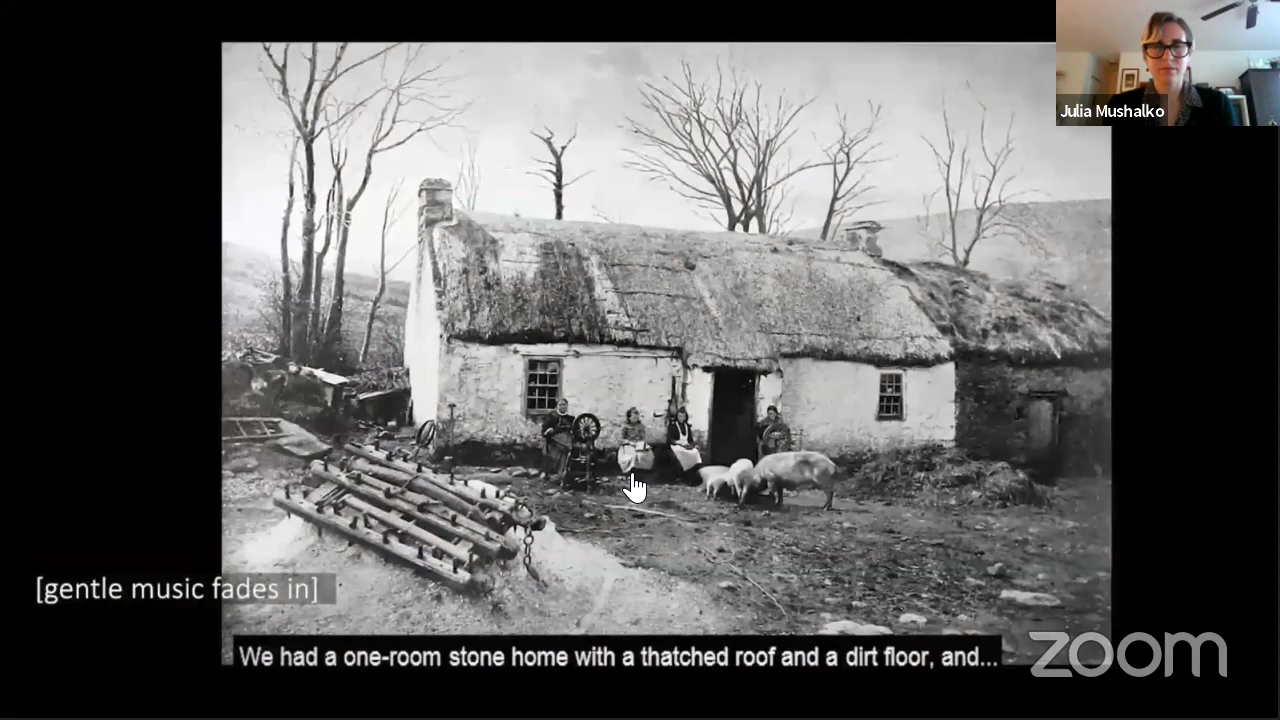 Julia Mushalko
[gentle music fades in]
We had a one-room stone home with a thatched roof and a dirt floor, and...
zoom